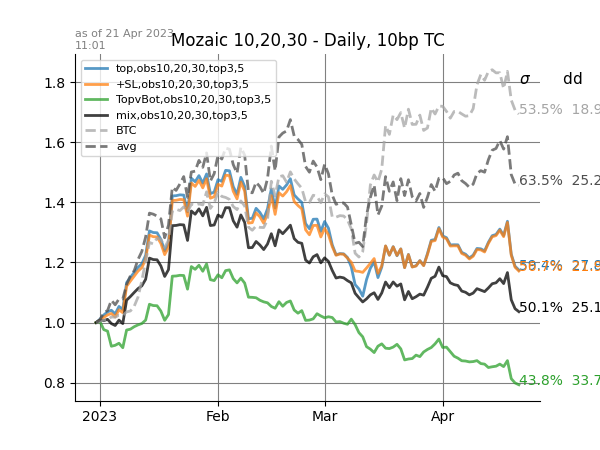 as of 21 Apr 2023
11:01
Mozaic 10,20,30 - Daily, 10bp TC
top,obs10,20,30,top3,5
+SL,obs10,20,30,top3,5
TopvBot,obs10,20,30,top3,5
mix,obs10,20,30,top3,5
BTC
avg
σ dd
1.8
53.5% 18.9
1.6
63.5% 25.2
1.4
1.2
50.1% 25.1
1.0
43.8% 33.7
0.8
2023 Feb Mar Apr